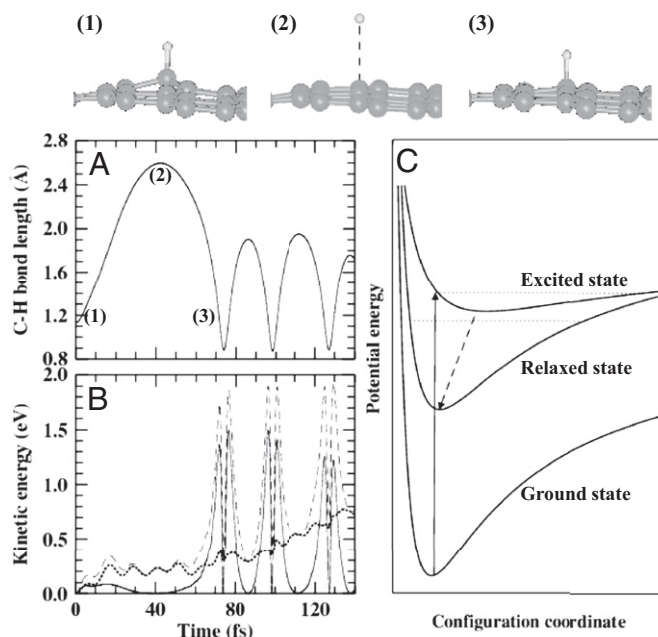 (1)
(2)
(3)
A
C-H bond length (Å)
2.8
2.4
2.0
1.6
1.2
0.8
(1)
(2)
(3)
B
Kinetic energy (eV)
2.0
1.5
1.0
0.5
0.0
0
40
80
120
Time (fs)
C
Potential energy
Excited state
Relaxed state
Ground state
Configuration coordinate